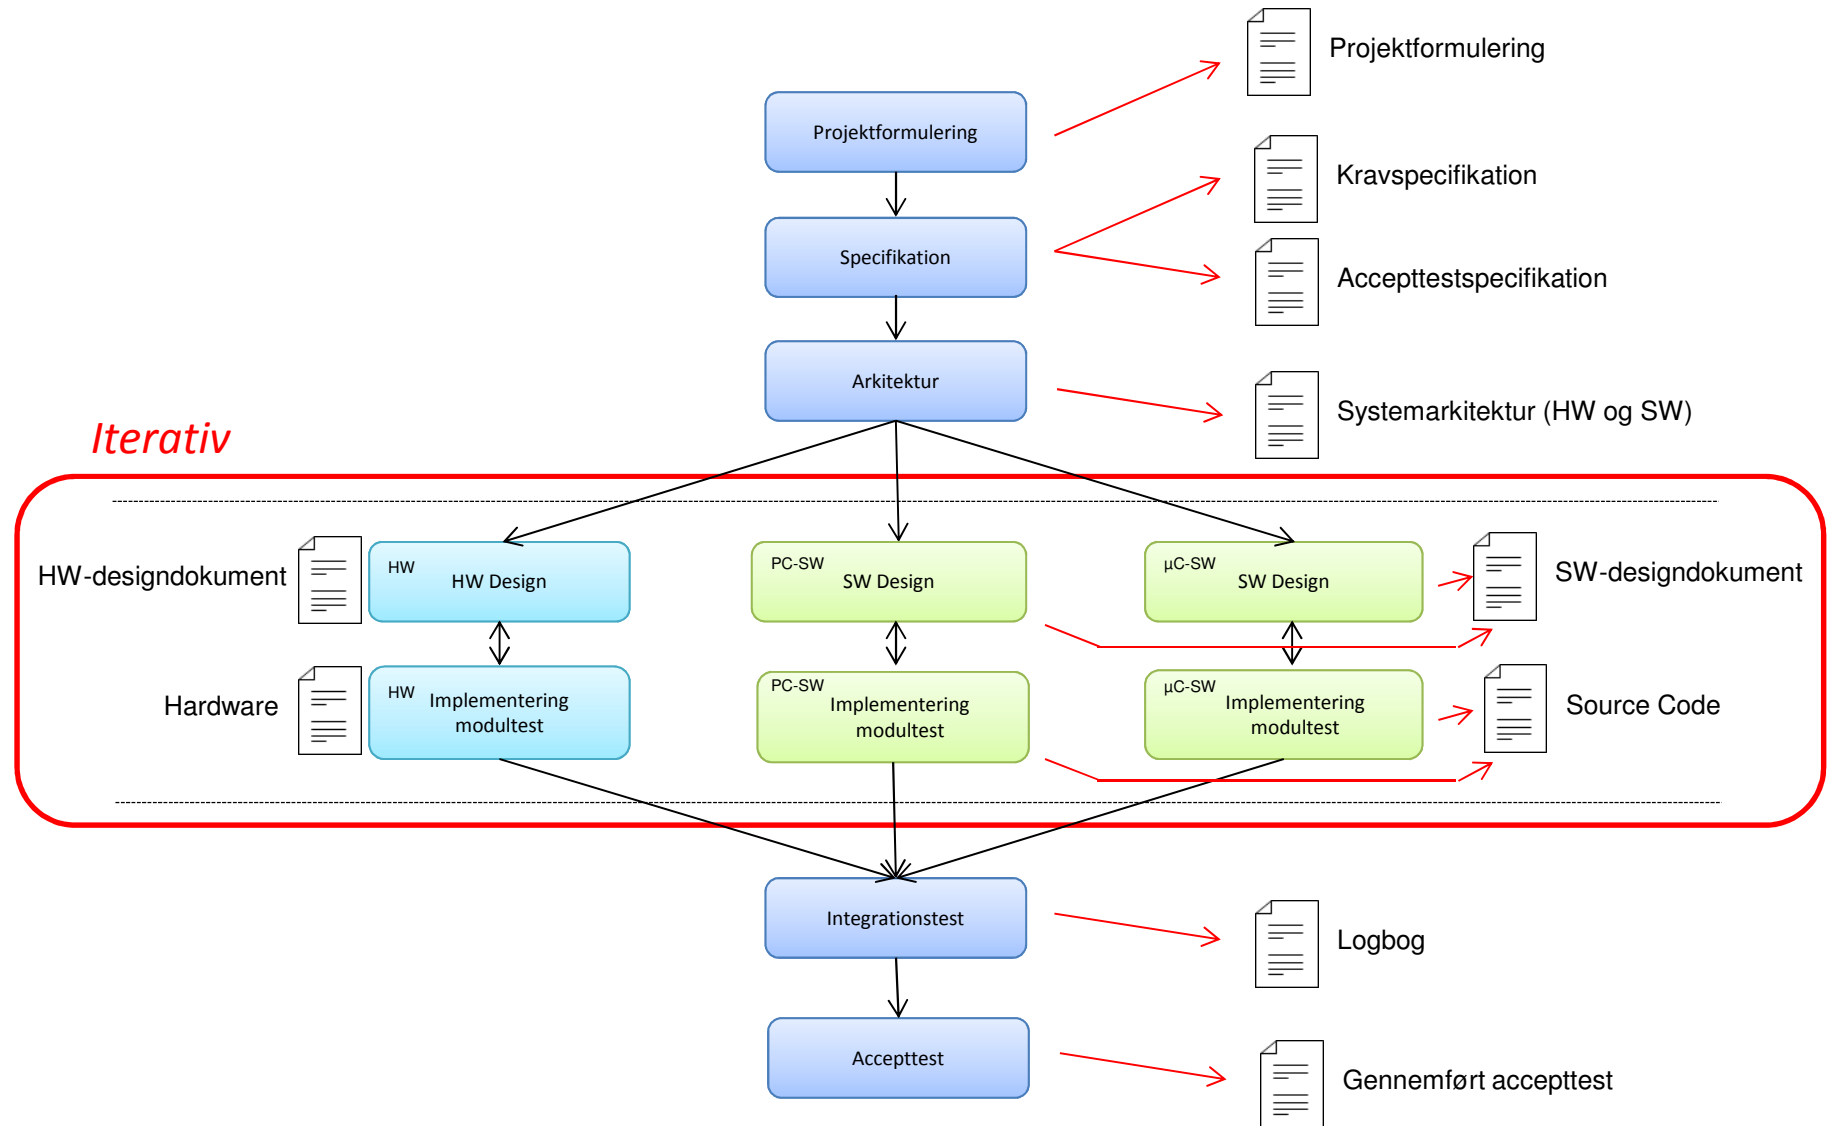 Projektformulering
Projektformulering
Kravspecifikation
Specifikation
Accepttestspecifikation
Arkitektur
Systemarkitektur (HW og SW)
Iterativ
HW-designdokument
HW
HW Design
PC-SW
SW Design
µC-SW
SW Design
SW-designdokument
Hardware
HW
Implementering
modultest
PC-SW
Implementering
modultest
µC-SW
Implementering
modultest
Source Code
Integrationstest
Logbog
Accepttest
Gennemført accepttest